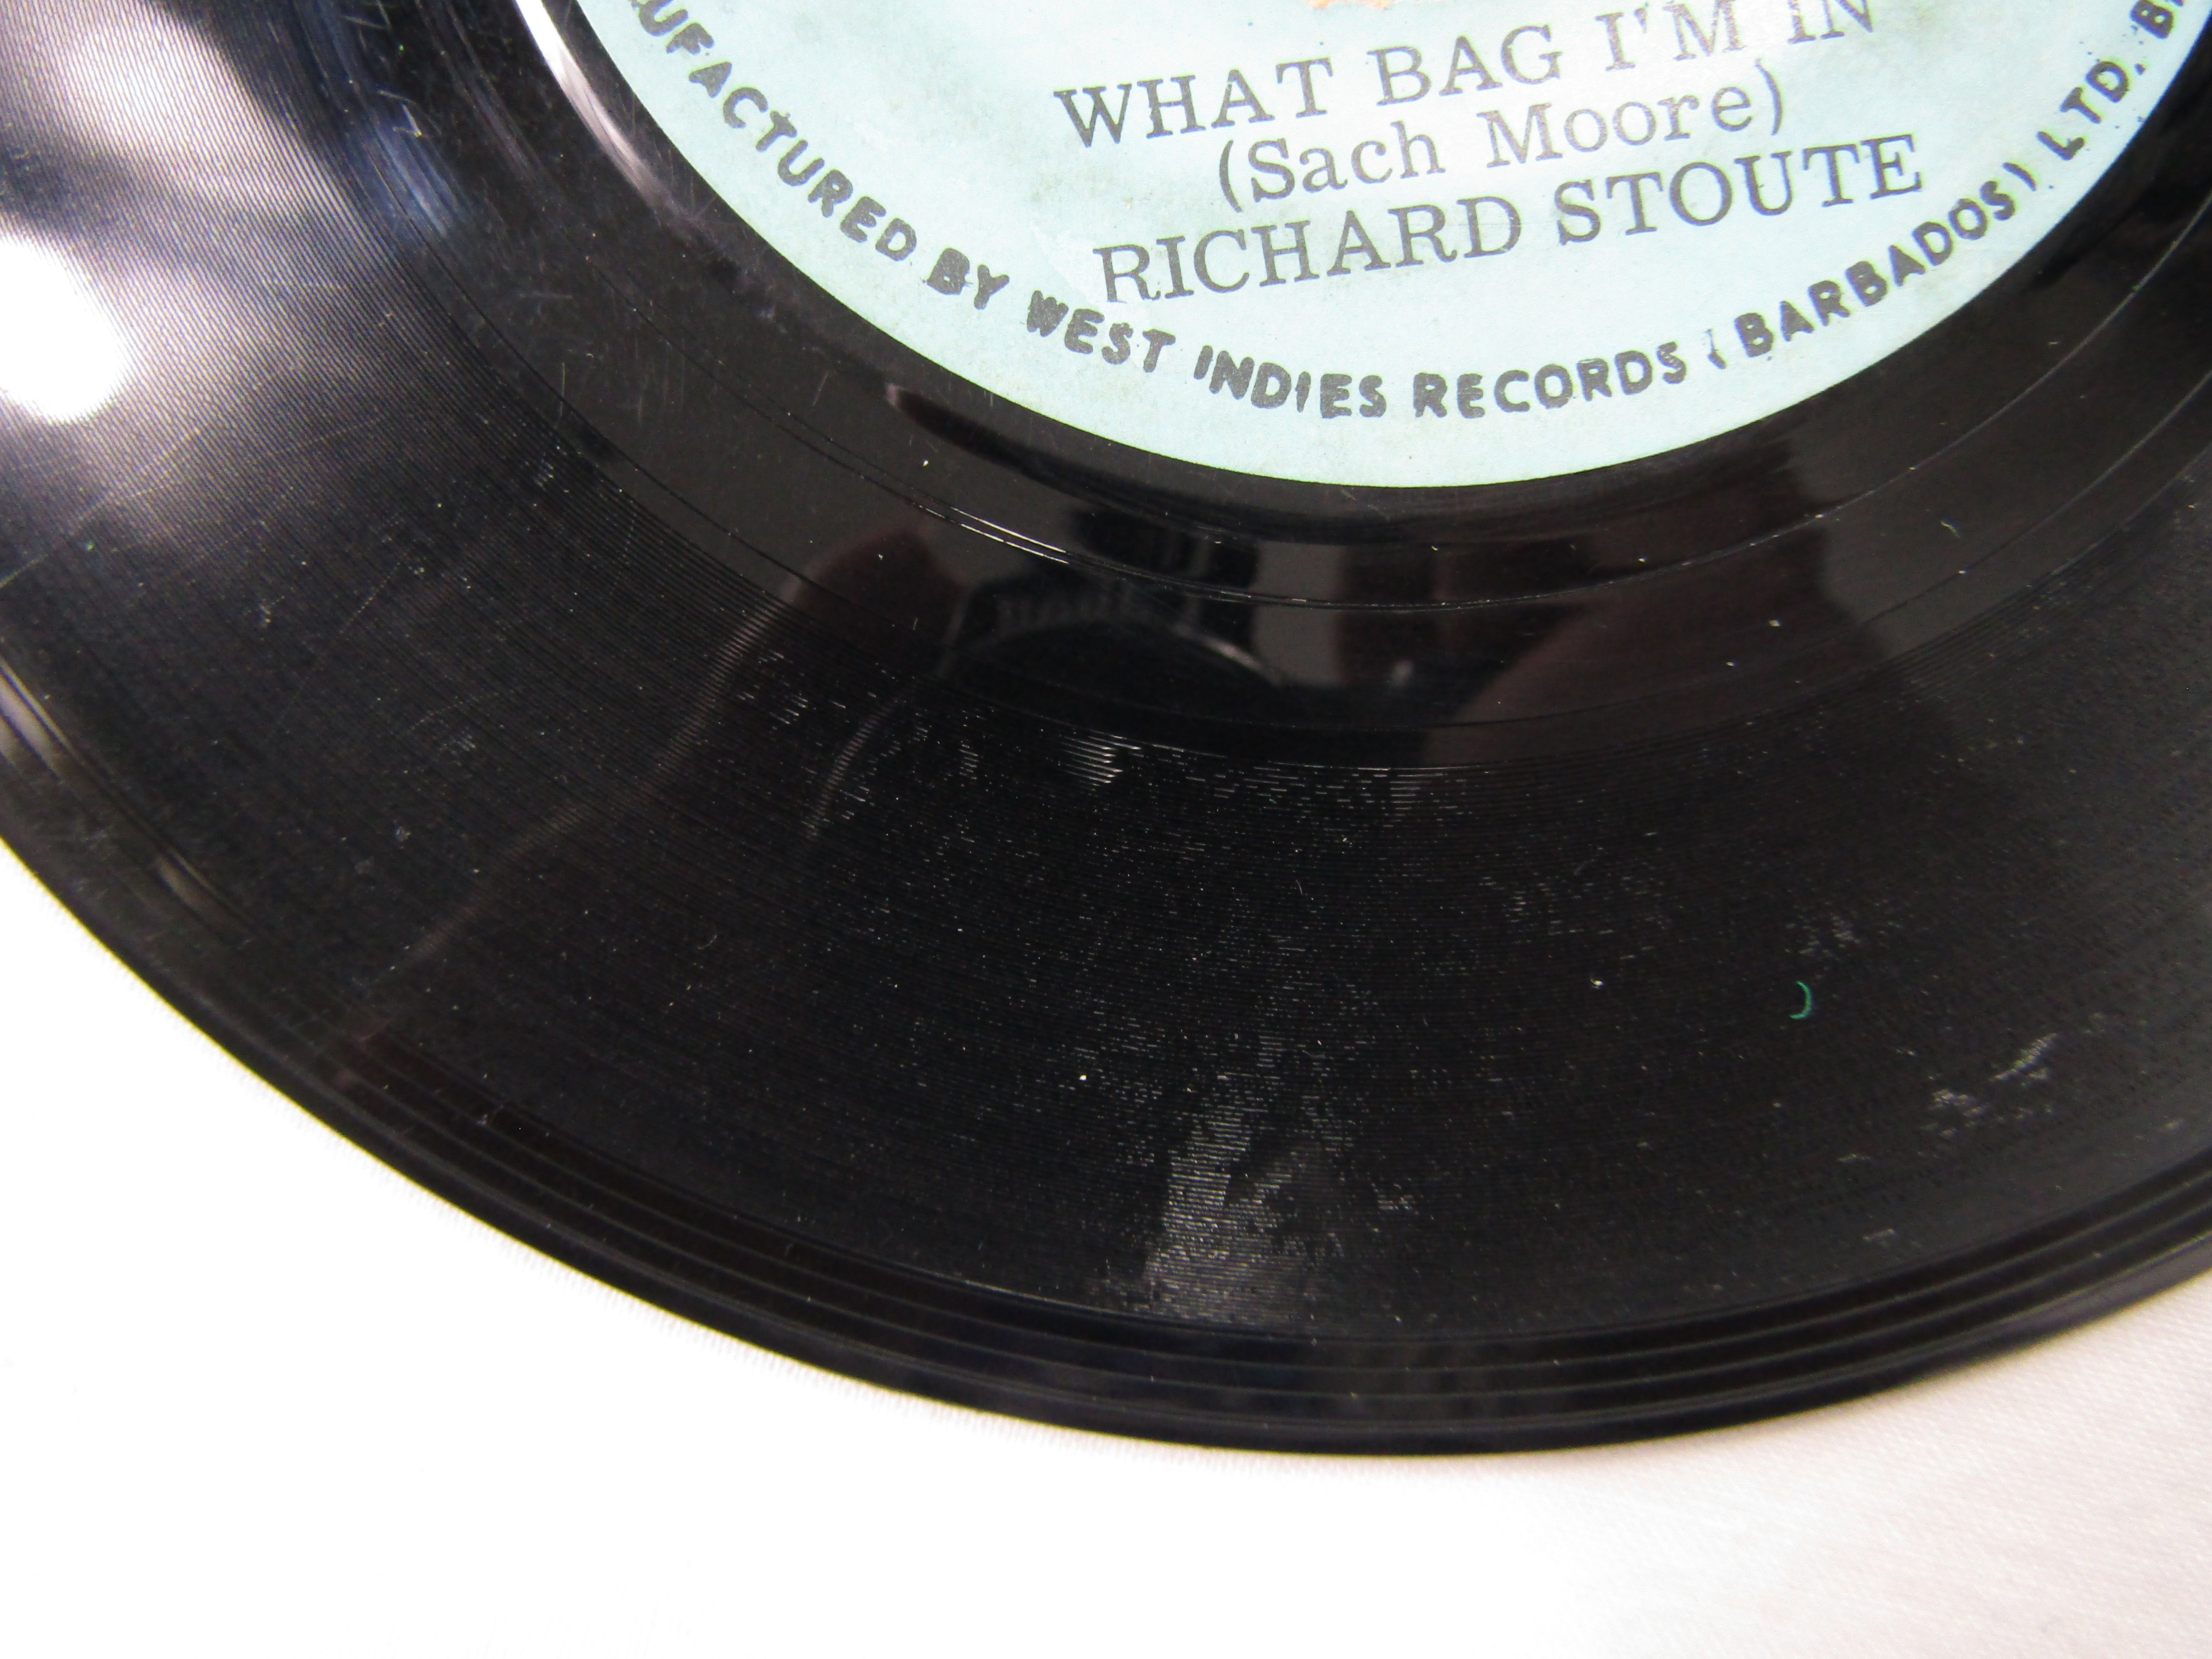 WHAT BAG I'M IN
(Sach Moore)
RICHARD STOUTE
UFACTURED BY WEST INDIES RECORDS (BARBADOS) LTD.